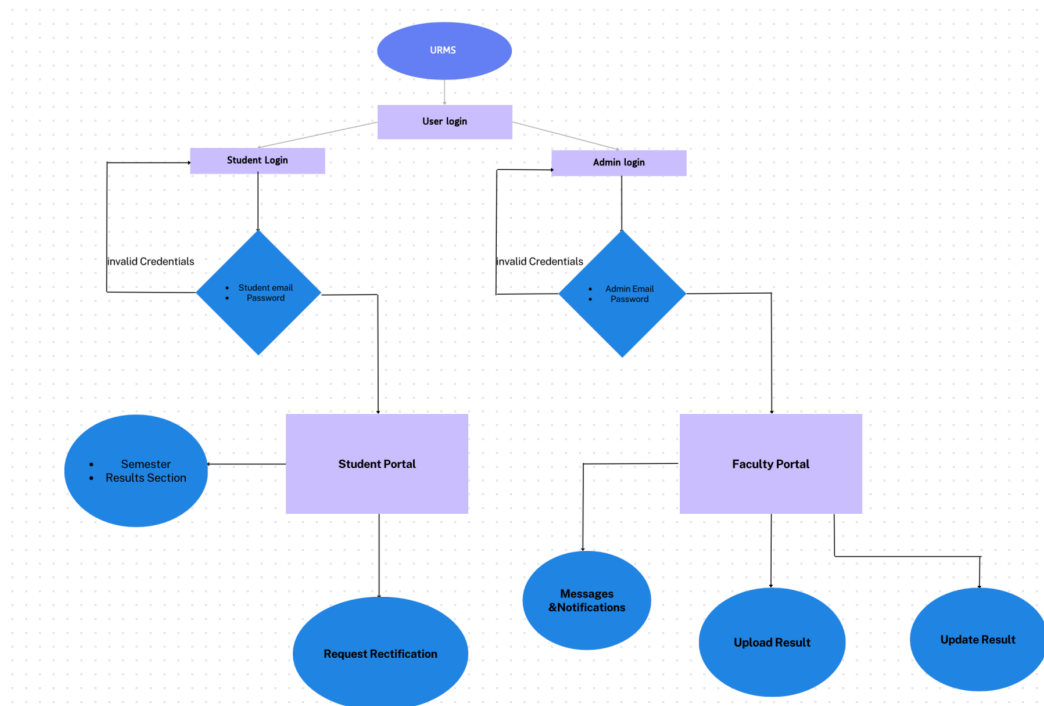 URMS
User login
Student Login
Admin login
invalid Credentials
invalid Credentials
• Student email
• Password
• Admin Email
• Password
• Semester
• Results Section
Student Portal
Faculty Portal
Messages
&Notifications
Request Rectification
Upload Result
Update Result